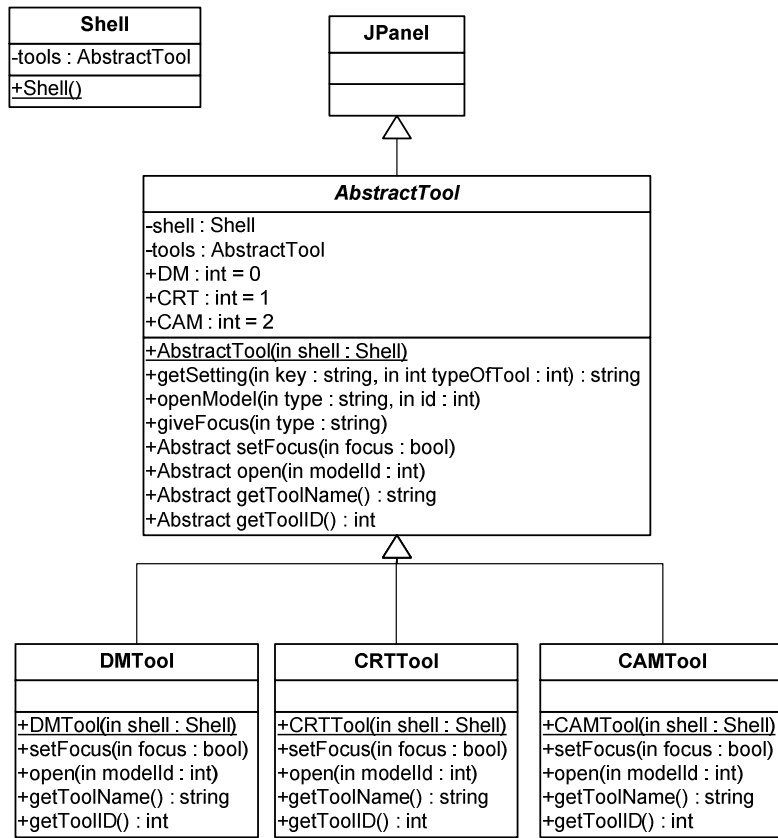 Shell
-tools : AbstractTool
+Shell()
JPanel
AbstractTool
-shell : Shell
-tools : AbstractTool
+DM : int = 0
+CRT : int = 1
+CAM : int = 2
+AbstractTool(in shell : Shell)
+getSetting(in key : string, in int typeOfTool : int) : string
+openModel(in type : string, in id : int)
+giveFocus(in type : string)
+Abstract setFocus(in focus : bool)
+Abstract open(in modelId : int)
+Abstract getToolName() : string
+Abstract getToolID() : int
DMTool
+DMTool(in shell : Shell)
+setFocus(in focus : bool)
+open(in modelId : int)
+getToolName() : string
+getToolID() : int
CRTTool
+CRTTool(in shell : Shell)
+setFocus(in focus : bool)
+open(in modelId : int)
+getToolName() : string
+getToolID() : int
CAMTool
+CAMTool(in shell : Shell)
+setFocus(in focus : bool)
+open(in modelId : int)
+getToolName() : string
+getToolID() : int